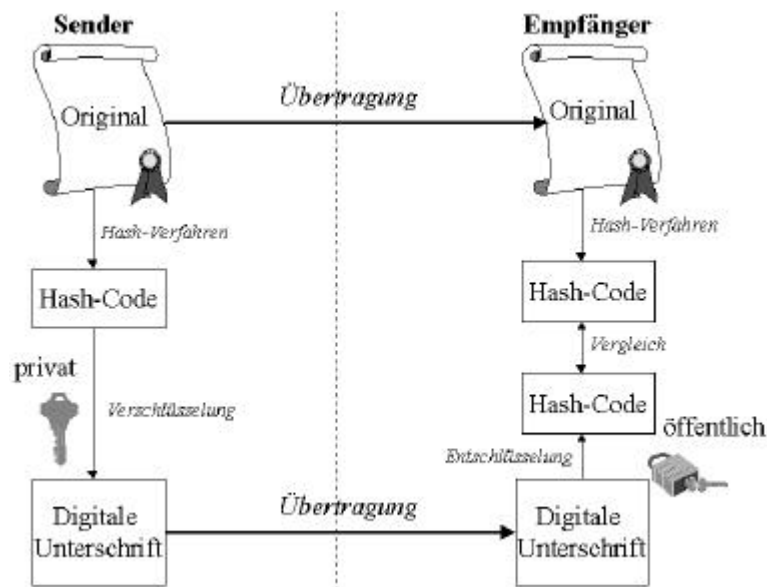 Sender
Empfänger
Original
Übertragung
Original
Hash-Verfahren
Hash-Verfahren
Hash-Code
Hash-Code
Vergleich
privat
Verschlüsselung
Hash-Code
öffentlich
Entschlüsselung
Digitale
Unterschrift
Übertragung
Digitale
Unterschrift